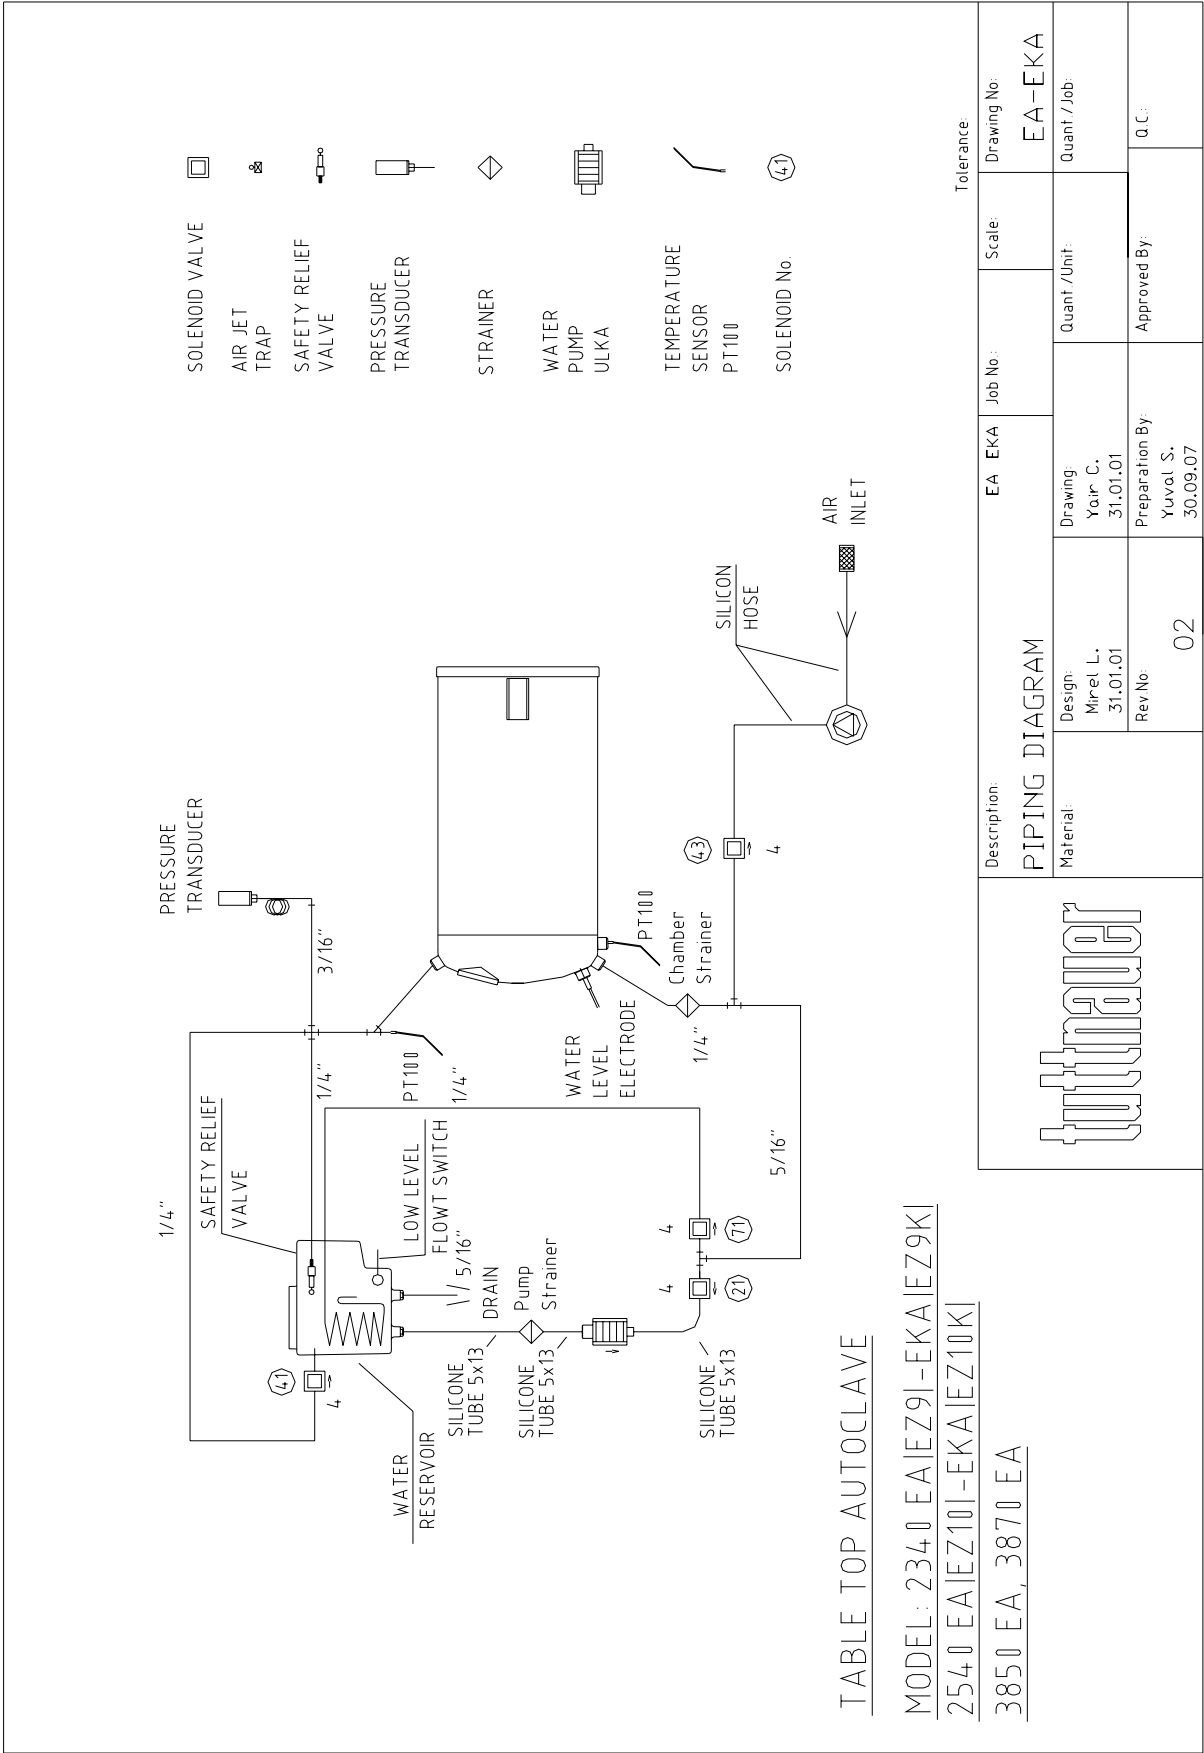 PRESSURE
TRANSDUCER
3/16"
1/4"
SAFETY RELIEF
VALVE
1/4"
PT100
1/4"
LOW LEVEL
FLOWT SWITCH
5/16"
DRAIN
41
4
WATER
RESERVOIR
SILICONE
TUBE 5x13
Pump
Strainer
SILICONE
TUBE 5x13
SILICONE
TUBE 5x13
4
21
4
71
5/16"
WATER
LEVEL
ELECTRODE
PT100
Chamber
Strainer
1/4"
43
4
SILICON
HOSE
AIR
INLET
SOLENOID VALVE
AIR JET
TRAP
SAFETY RELIEF
VALVE
PRESSURE
TRANSDUCER
STRAINER
WATER
PUMP
ULKA
TEMPERATURE
SENSOR
PT100
SOLENOID No.
41
TABLE TOP AUTOCLAVE
MODEL: 2340 EA|EZ9|-EKA|EZ9K|
2540 EA|EZ10|-EKA|EZ10K|
3850 EA, 3870 EA
tuttnauer
Tolerance:
Description:
EA EKA
PIPING DIAGRAM
Job No.:
Scale:
Drawing No:
EA-EKA
Material:
Design:
Mirel L.
31.01.01
Drawing:
Yair C.
31.01.01
Quant./Unit:
Quant./Job:
Rev No:
02
Preparation By:
Yuval S.
30.09.07
Approved By:
Q.C.: